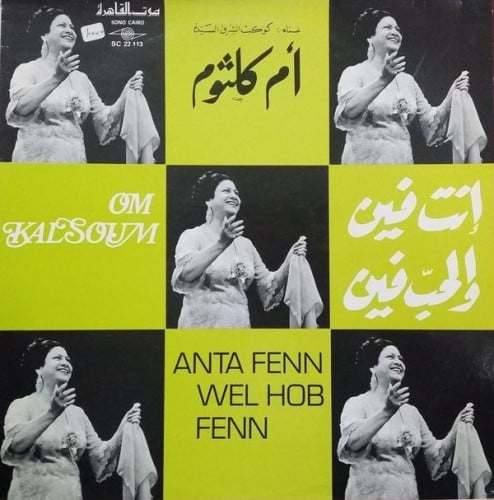 صوت القاهرة
SONO CAIRO
SC 22 113
غناء : كوكب الشرق السيدة
أم كلثوم
OM
KALSOUM
إنت فين
والحبّ فين
ANTA FENN
WEL HOB
FENN